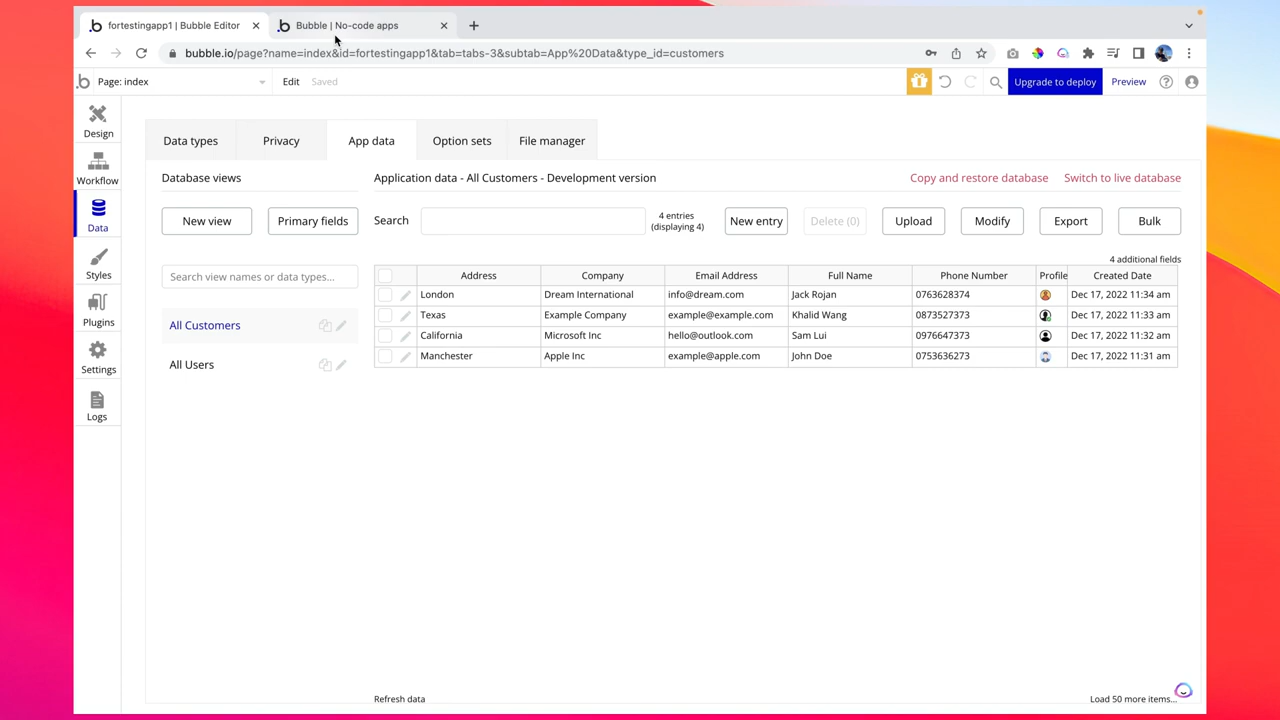 fortestingapp1 | Bubble Editor
Bubble | No-code apps
bubble.io/page?name=index&id=fortestingapp1&tab=tabs-3&subtab=App%20Data&type_id=customers
Page: index
Edit
Saved
Upgrade to deploy
Preview
Design
Workflow
Data
Styles
Plugins
Settings
Logs
Data types
Privacy
App data
Option sets
File manager
Database views
Application data - All Customers - Development version
Copy and restore database
Switch to live database
New view
Primary fields
Search
4 entries
(displaying 4)
New entry
Delete (0)
Upload
Modify
Export
Bulk
4 additional fields
Search view names or data types...
All Customers
All Users
Address Company Email Address Full Name Phone Number Profile Created Date
London Dream International info@dream.com Jack Rojan 0763628374 Dec 17, 2022 11:34 am
Texas Example Company example@example.com Khalid Wang 0873527373 Dec 17, 2022 11:33 am
California Microsoft Inc hello@outlook.com Sam Lui 0976647373 Dec 17, 2022 11:32 am
Manchester Apple Inc example@apple.com John Doe 0753636273 Dec 17, 2022 11:31 am
Refresh data
Load 50 more items...